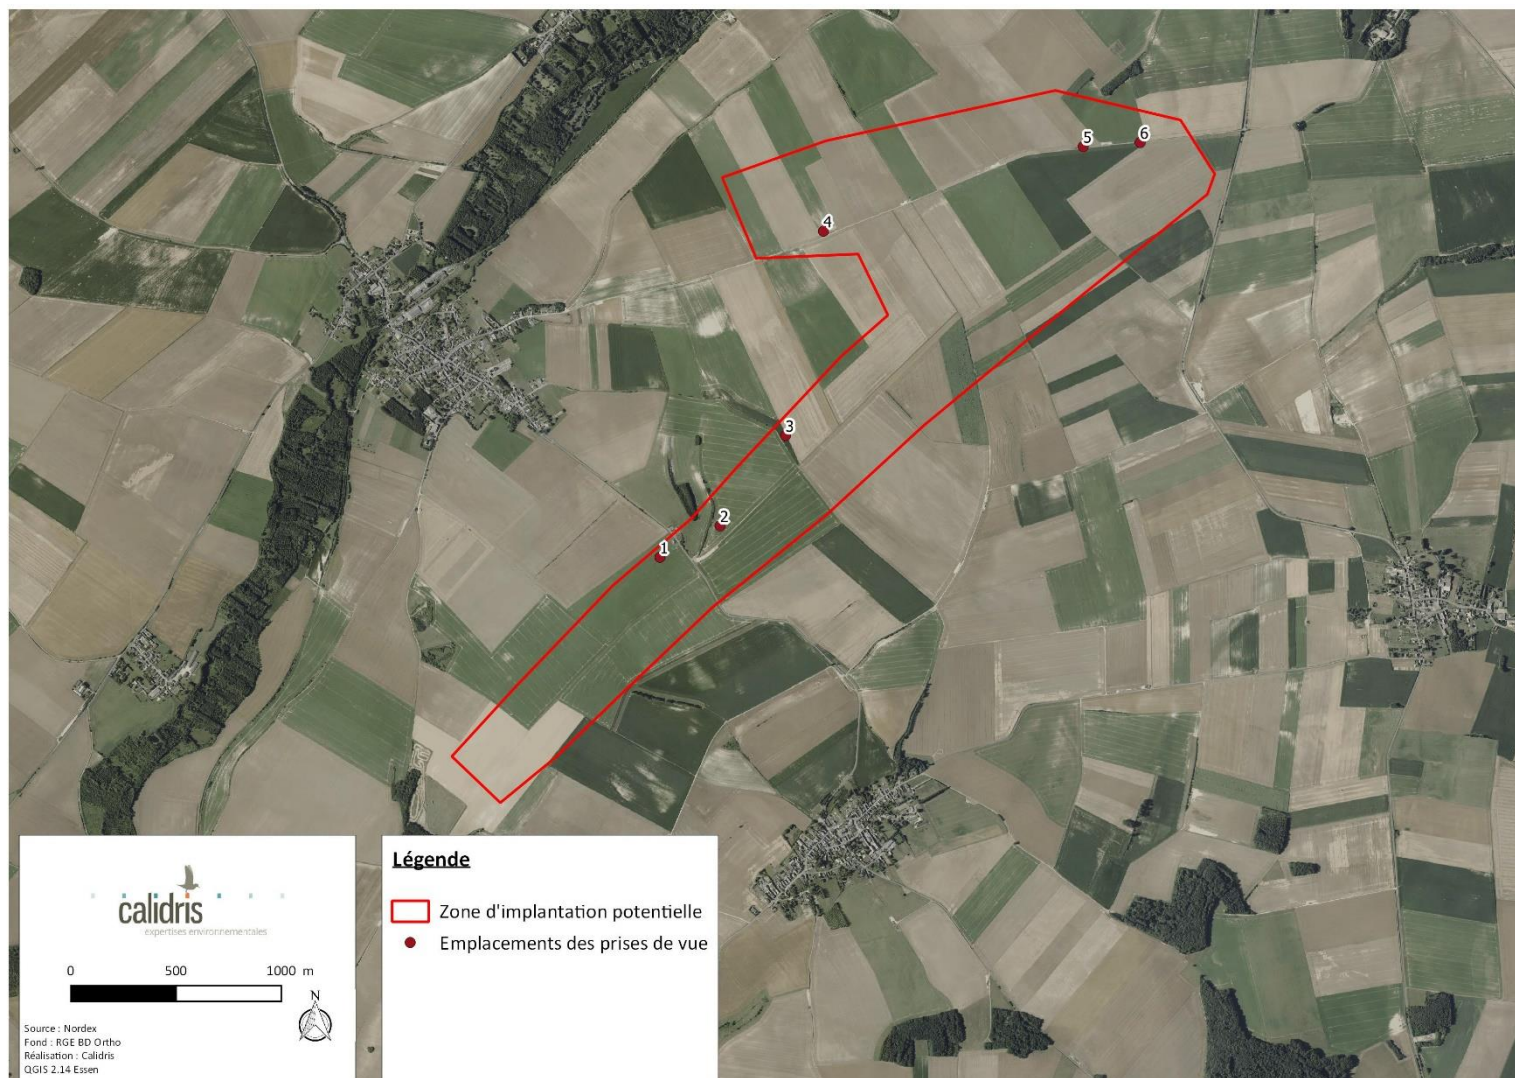 5
6
4
3
2
1
calidris
expertises environnementales
0 500 1000 m
N
Source : Nordex
Fond : RGE BD Ortho
Réalisation : Calidris
QGIS 2.14 Essen
Légende
Zone d'implantation potentielle
Emplacements des prises de vue